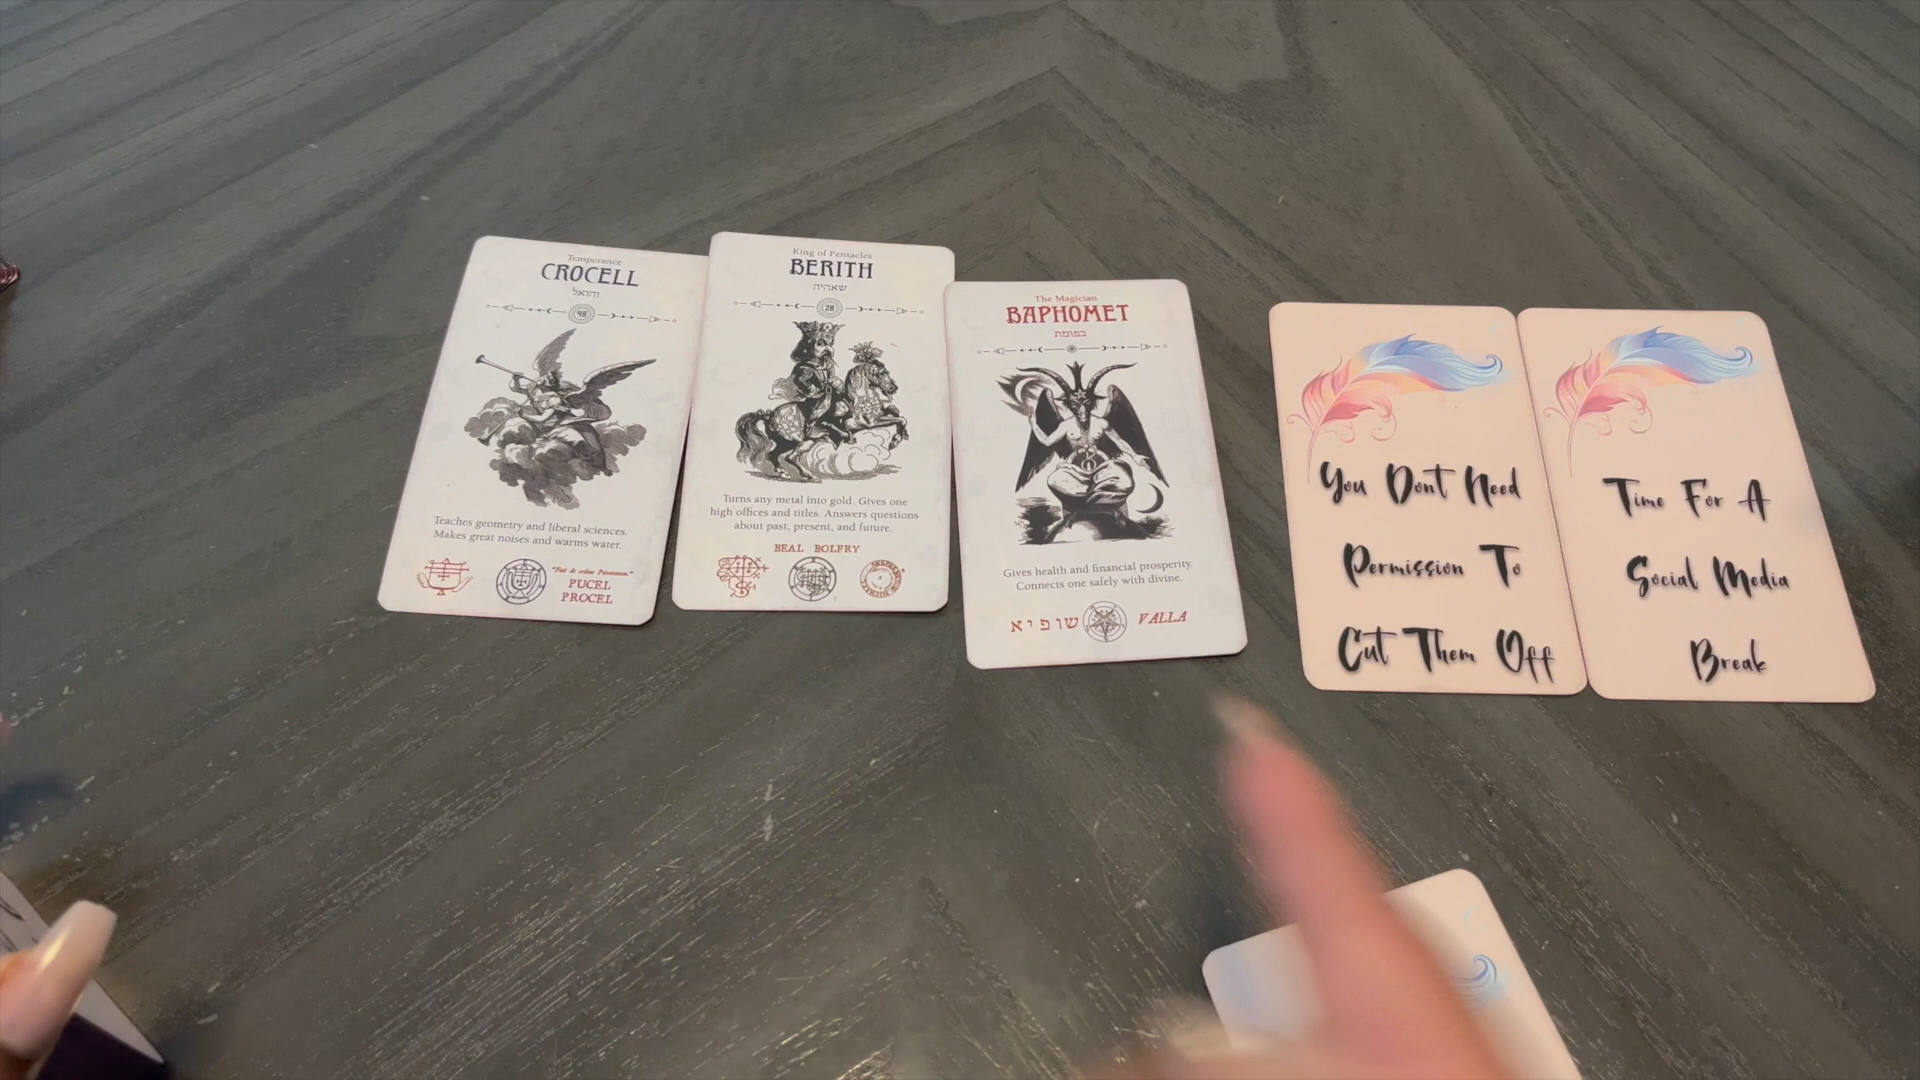 Temperance
CROCELL
והואל
48
Teaches geometry and liberal sciences.
Makes great noises and warms water.
PUCEL
PROCEL
King of Pentacles
BERITH
שאהיה
28
Turns any metal into gold. Gives one
high offices and titles. Answers questions
about past, present, and future.
BEAL BOLFRY
The Magician
BAPHOMET
בפומת
Gives health and financial prosperity.
Connects one safely with divine.
שופיא
VALLA
You Dont Need
Permission To
Cut Them Off
Time For A
Social Media
Break